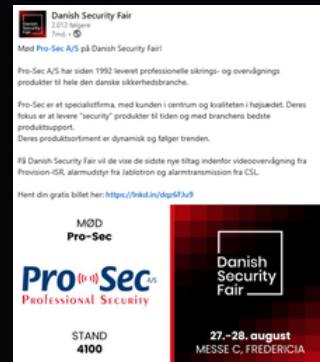 Danish Security Fair
2.012 følgere
7md. •
Mød Pro-Sec A/S på Danish Security Fair!
Pro-Sec A/S har siden 1992 leveret professionelle sikrings- og overvågnings
produkter til hele den danske sikkerhedsbranche.
Pro-Sec er et specialistfirma, med kunden i centrum og kvaliteten i højsædet. Deres
fokus er at levere "security" produkter til tiden og med branchens bedste
produktsupport.
Deres produktsortiment er dynamisk og følger trenden.
På Danish Security Fair vil de vise de sidste nye tiltag indenfor videoovervågning fra
Provision-ISR, alarmudstyr fra Jablotron og alarmtransmission fra CSL.
Hent din gratis billet her: https://lnkd.in/dqz6FJu9
MØD
Pro-Sec
Pro Sec A/S
Professional Security
STAND
4100
Danish
Security
Fair
27.-28. august
MESSE C, FREDERICIA